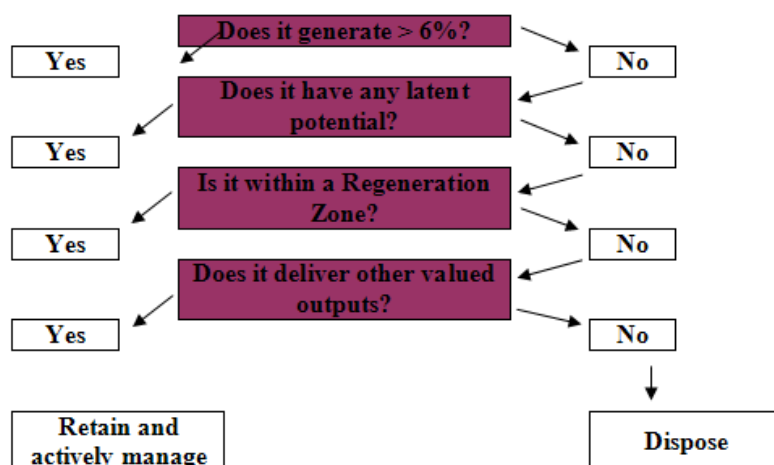 Does it generate > 6%?
Yes
No
Does it have any latent
potential?
Yes
No
Is it within a Regeneration
Zone?
Yes
No
Does it deliver other valued
outputs?
Yes
No
Retain and
actively manage
Dispose